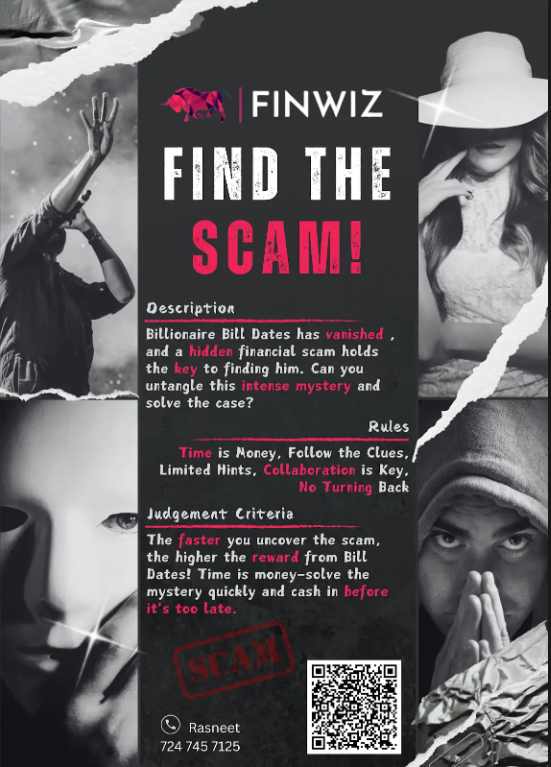 FINWIZ
FIND THE
SCAM!
Description
Billionaire Bill Dates has vanished ,
and a hidden financial scam holds
the key to finding him. Can you
untangle this intense mystery and
solve the case?
Rules
Time is Money, Follow the Clues,
Limited Hints, Collaboration is Key,
No Turning Back
Judgement Criteria
The faster you uncover the scam,
the higher the reward from Bill
Dates! Time is money–solve the
mystery quickly and cash in before
it's too late.
SCAM
Rasneet
724 745 7125